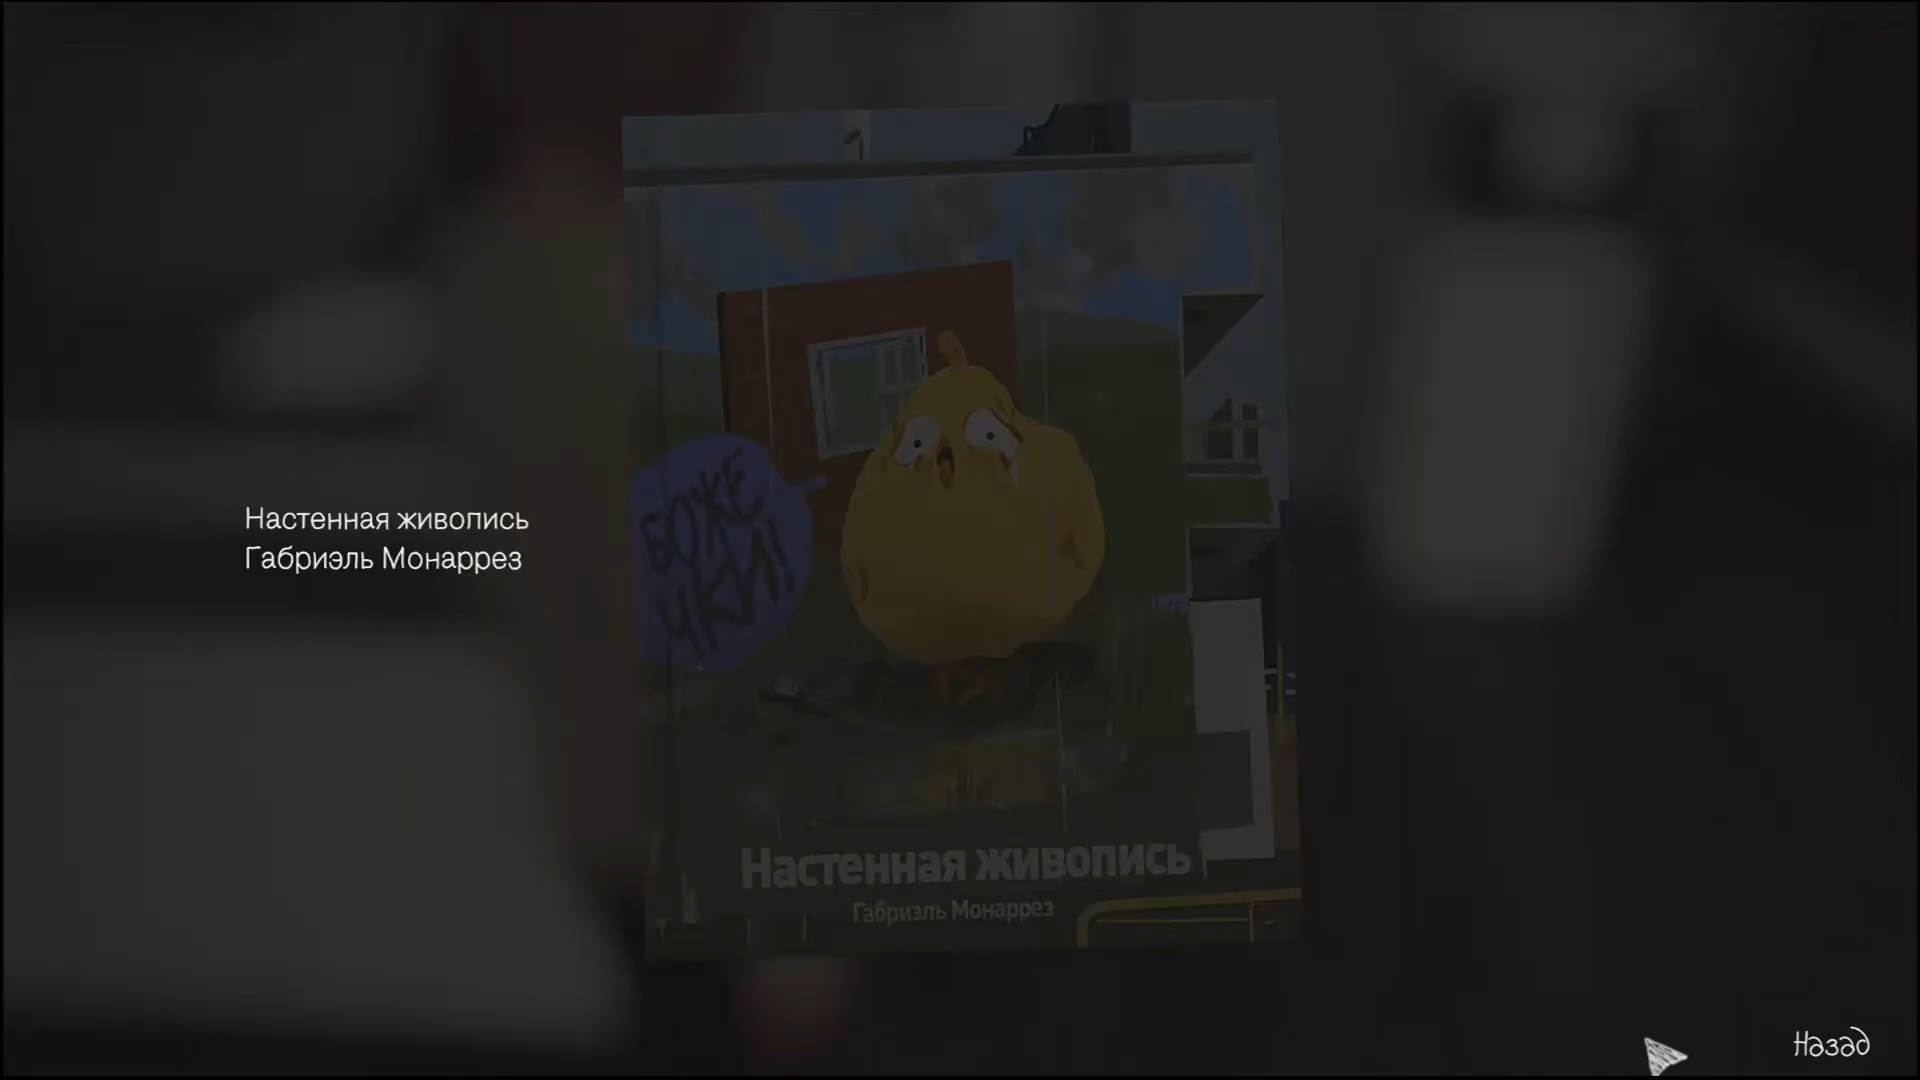 Настенная живопись
Габриэль Монаррез
БОЖЕ
ЧКИ!
Настенная живопись
Габриэль Монаррез
Назад